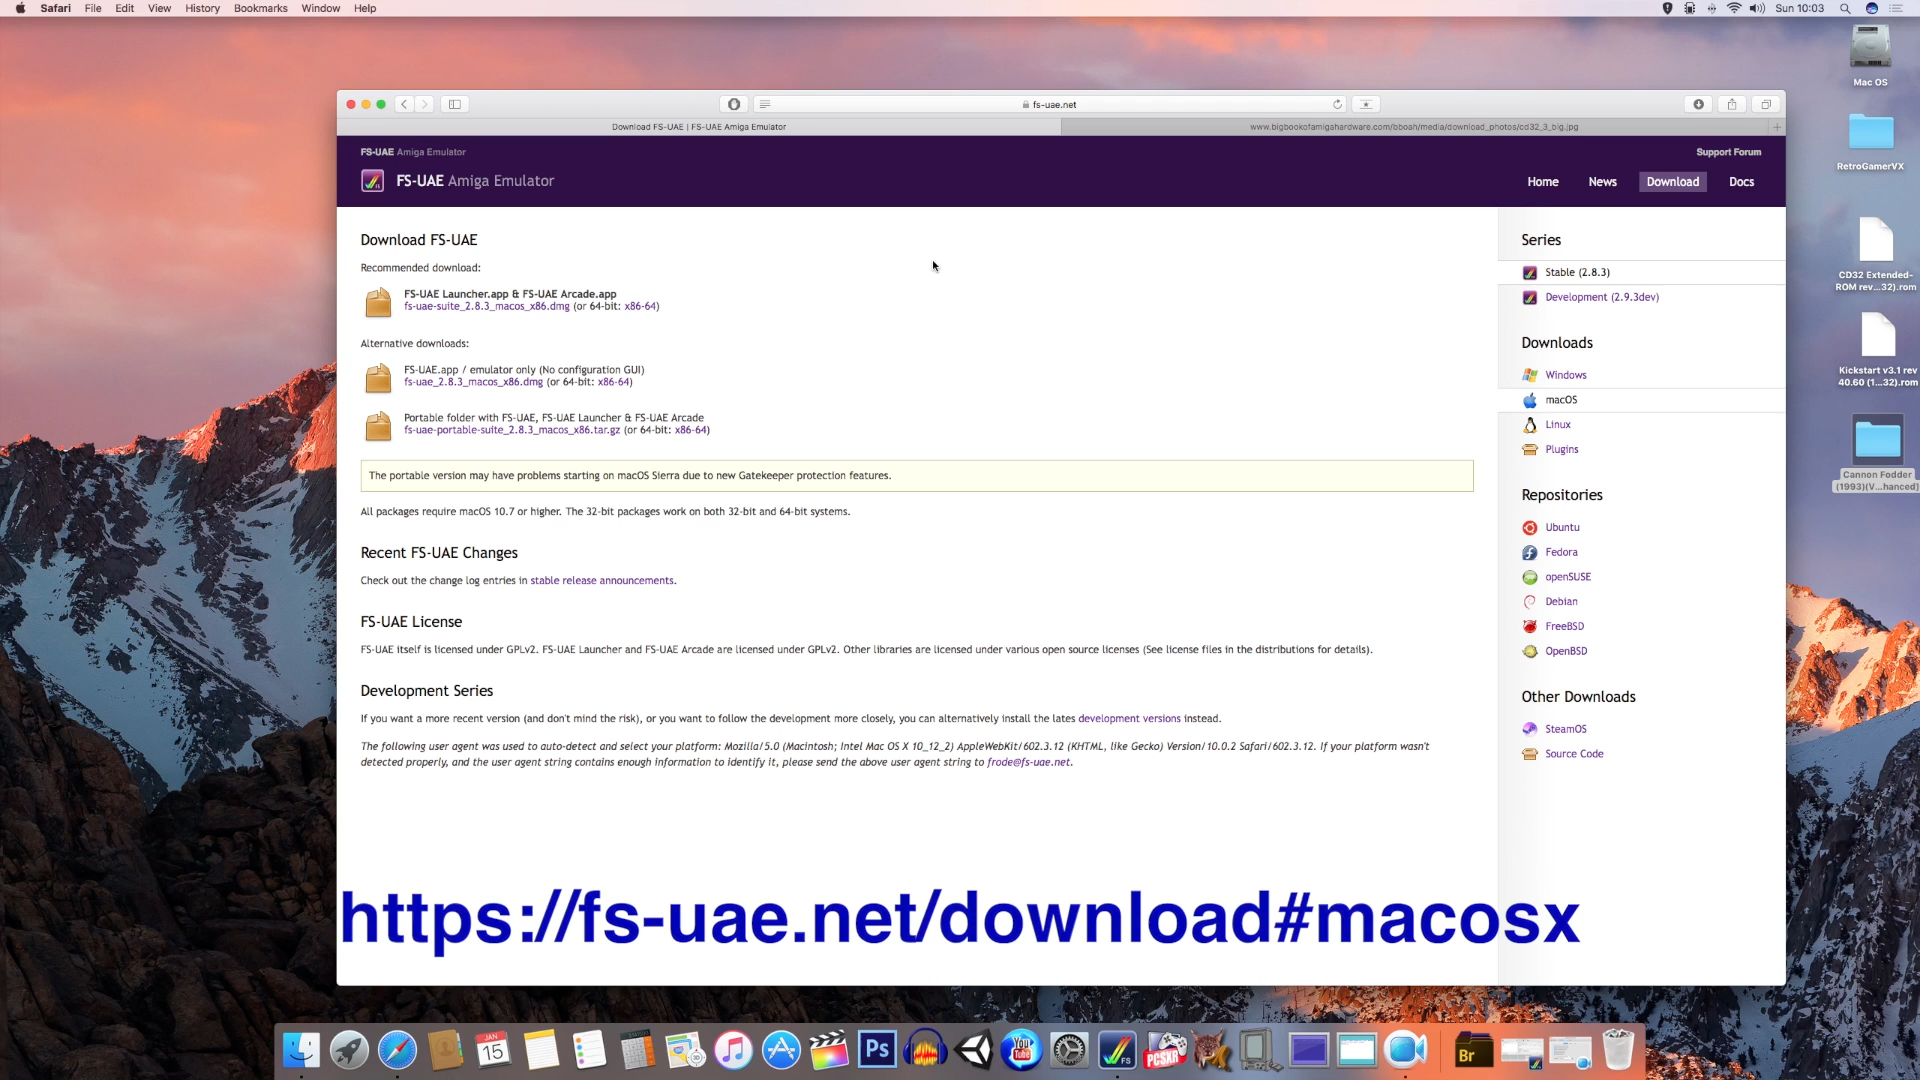 Safari File Edit View History Bookmarks Window Help
Sun 10:03
Mac OS
RetroGamerVX
CD32 Extended-
ROM rev...32).rom
Kickstart v3.1 rev
40.60 (1...32).rom
Cannon Fodder
(1993)(V...hanced)
fs-uae.net
Download FS-UAE | FS-UAE Amiga Emulator
www.bigbookofamigahardware.com/bboah/media/download_photos/cd32_3_big.jpg
FS-UAE Amiga Emulator
Support Forum
FS-UAE Amiga Emulator
Home News Download Docs
Download FS-UAE
Recommended download:
FS-UAE Launcher.app & FS-UAE Arcade.app
fs-uae-suite_2.8.3_macos_x86.dmg (or 64-bit: x86-64)
Alternative downloads:
FS-UAE.app / emulator only (No configuration GUI)
fs-uae_2.8.3_macos_x86.dmg (or 64-bit: x86-64)
Portable folder with FS-UAE, FS-UAE Launcher & FS-UAE Arcade
fs-uae-portable-suite_2.8.3_macos_x86.tar.gz (or 64-bit: x86-64)
The portable version may have problems starting on macOS Sierra due to new Gatekeeper protection features.
All packages require macOS 10.7 or higher. The 32-bit packages work on both 32-bit and 64-bit systems.
Recent FS-UAE Changes
Check out the change log entries in stable release announcements.
FS-UAE License
FS-UAE itself is licensed under GPLv2. FS-UAE Launcher and FS-UAE Arcade are licensed under GPLv2. Other libraries are licensed under various open source licenses (See license files in the distributions for details).
Development Series
If you want a more recent version (and don't mind the risk), or you want to follow the development more closely, you can alternatively install the lates development versions instead.
The following user agent was used to auto-detect and select your platform: Mozilla/5.0 (Macintosh; Intel Mac OS X 10_12_2) AppleWebKit/602.3.12 (KHTML, like Gecko) Version/10.0.2 Safari/602.3.12. If your platform wasn't
detected properly, and the user agent string contains enough information to identify it, please send the above user agent string to frode@fs-uae.net.
Series
Stable (2.8.3)
Development (2.9.3dev)
Downloads
Windows
macOS
Linux
Plugins
Repositories
Ubuntu
Fedora
openSUSE
Debian
FreeBSD
OpenBSD
Other Downloads
SteamOS
Source Code
https://fs-uae.net/download#macosx
JAN
15
Ps
You
Tube
FS
PCSXR
Br